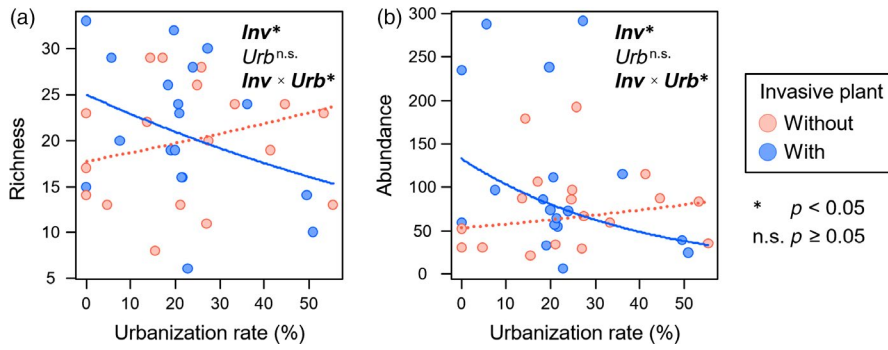 (a)
Richness
30
25
20
15
10
5
0
10
20
30
40
50
Urbanization rate (%)
Inv*
Urb n.s.
Inv × Urb*
(b)
Abundance
300
250
200
150
100
50
0
0
10
20
30
40
50
Urbanization rate (%)
Inv*
Urb n.s.
Inv × Urb*
Invasive plant
Without
With
* p < 0.05
n.s. p ≥ 0.05